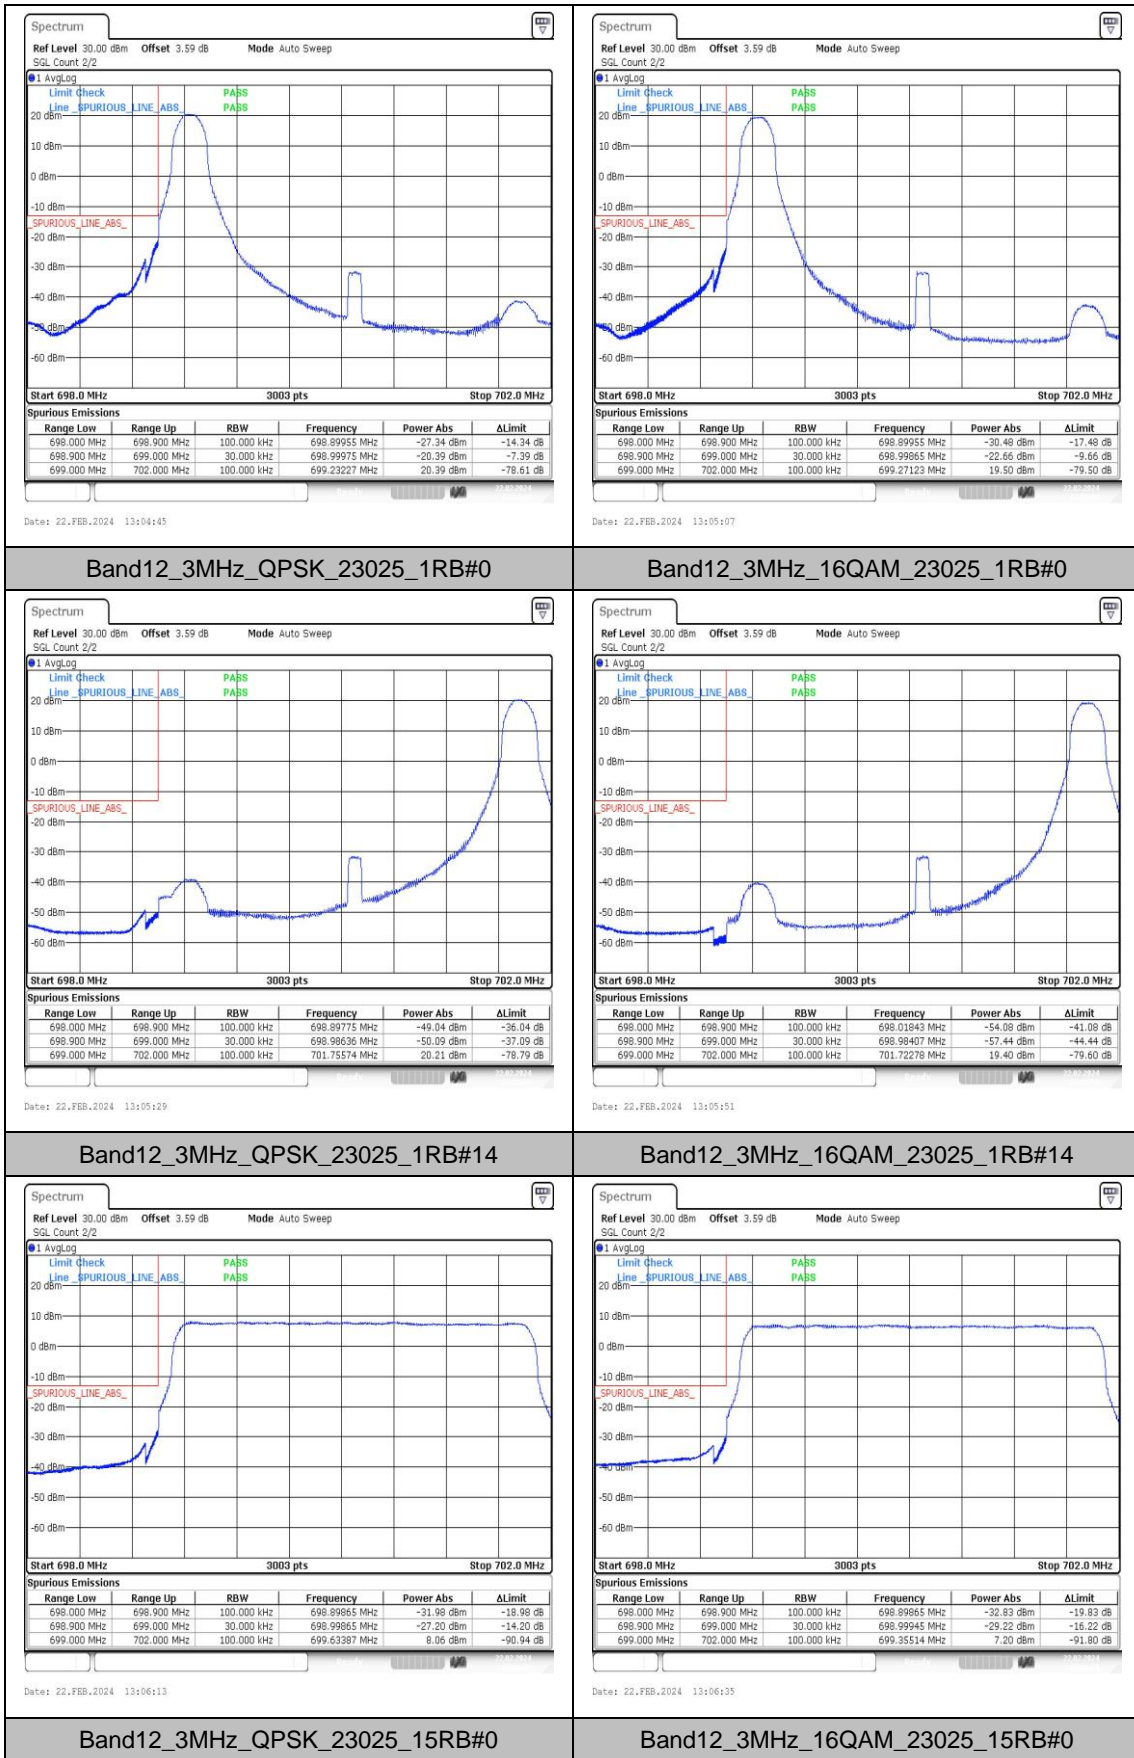 Spectrum
Ref Level 30.00 dBm Offset 3.59 dB Mode Auto Sweep
SGL Count 2/2
1 AvgLog
Limit Check PASS
Line _SPURIOUS_LINE_ABS_ PASS
20 dBm
10 dBm
0 dBm
-10 dBm
_SPURIOUS_LINE_ABS_
-20 dBm
-30 dBm
-40 dBm
-50 dBm
-60 dBm
Start 698.0 MHz 3003 pts Stop 702.0 MHz
Spurious Emissions
Range Low Range Up RBW Frequency Power Abs ΔLimit
698.000 MHz 698.900 MHz 100.000 kHz 698.89955 MHz -27.34 dBm -14.34 dB
698.900 MHz 699.000 MHz 30.000 kHz 698.99975 MHz -20.39 dBm -7.39 dB
699.000 MHz 702.000 MHz 100.000 kHz 699.23227 MHz 20.39 dBm -78.61 dB
Date: 22.FEB.2024 13:04:45
Band12_3MHz_QPSK_23025_1RB#0
Spectrum
Ref Level 30.00 dBm Offset 3.59 dB Mode Auto Sweep
SGL Count 2/2
1 AvgLog
Limit Check PASS
Line _SPURIOUS_LINE_ABS_ PASS
20 dBm
10 dBm
0 dBm
-10 dBm
_SPURIOUS_LINE_ABS_
-20 dBm
-30 dBm
-40 dBm
-50 dBm
-60 dBm
Start 698.0 MHz 3003 pts Stop 702.0 MHz
Spurious Emissions
Range Low Range Up RBW Frequency Power Abs ΔLimit
698.000 MHz 698.900 MHz 100.000 kHz 698.89955 MHz -30.48 dBm -17.48 dB
698.900 MHz 699.000 MHz 30.000 kHz 698.99865 MHz -22.66 dBm -9.66 dB
699.000 MHz 702.000 MHz 100.000 kHz 699.27123 MHz 19.50 dBm -79.50 dB
Date: 22.FEB.2024 13:05:07
Band12_3MHz_16QAM_23025_1RB#0
Spectrum
Ref Level 30.00 dBm Offset 3.59 dB Mode Auto Sweep
SGL Count 2/2
1 AvgLog
Limit Check PASS
Line _SPURIOUS_LINE_ABS_ PASS
20 dBm
10 dBm
0 dBm
-10 dBm
_SPURIOUS_LINE_ABS_
-20 dBm
-30 dBm
-40 dBm
-50 dBm
-60 dBm
Start 698.0 MHz 3003 pts Stop 702.0 MHz
Spurious Emissions
Range Low Range Up RBW Frequency Power Abs ΔLimit
698.000 MHz 698.900 MHz 100.000 kHz 698.89775 MHz -49.04 dBm -36.04 dB
698.900 MHz 699.000 MHz 30.000 kHz 698.98636 MHz -50.09 dBm -37.09 dB
699.000 MHz 702.000 MHz 100.000 kHz 701.75574 MHz 20.21 dBm -78.79 dB
Date: 22.FEB.2024 13:05:29
Band12_3MHz_QPSK_23025_1RB#14
Spectrum
Ref Level 30.00 dBm Offset 3.59 dB Mode Auto Sweep
SGL Count 2/2
1 AvgLog
Limit Check PASS
Line _SPURIOUS_LINE_ABS_ PASS
20 dBm
10 dBm
0 dBm
-10 dBm
_SPURIOUS_LINE_ABS_
-20 dBm
-30 dBm
-40 dBm
-50 dBm
-60 dBm
Start 698.0 MHz 3003 pts Stop 702.0 MHz
Spurious Emissions
Range Low Range Up RBW Frequency Power Abs ΔLimit
698.000 MHz 698.900 MHz 100.000 kHz 698.01843 MHz -54.08 dBm -41.08 dB
698.900 MHz 699.000 MHz 30.000 kHz 698.98407 MHz -57.44 dBm -44.44 dB
699.000 MHz 702.000 MHz 100.000 kHz 701.72278 MHz 19.40 dBm -79.60 dB
Date: 22.FEB.2024 13:05:51
Band12_3MHz_16QAM_23025_1RB#14
Spectrum
Ref Level 30.00 dBm Offset 3.59 dB Mode Auto Sweep
SGL Count 2/2
1 AvgLog
Limit Check PASS
Line _SPURIOUS_LINE_ABS_ PASS
20 dBm
10 dBm
0 dBm
-10 dBm
_SPURIOUS_LINE_ABS_
-20 dBm
-30 dBm
-40 dBm
-50 dBm
-60 dBm
Start 698.0 MHz 3003 pts Stop 702.0 MHz
Spurious Emissions
Range Low Range Up RBW Frequency Power Abs ΔLimit
698.000 MHz 698.900 MHz 100.000 kHz 698.89865 MHz -31.98 dBm -18.98 dB
698.900 MHz 699.000 MHz 30.000 kHz 698.99865 MHz -27.20 dBm -14.20 dB
699.000 MHz 702.000 MHz 100.000 kHz 699.63387 MHz 8.06 dBm -90.94 dB
Date: 22.FEB.2024 13:06:13
Band12_3MHz_QPSK_23025_15RB#0
Spectrum
Ref Level 30.00 dBm Offset 3.59 dB Mode Auto Sweep
SGL Count 2/2
1 AvgLog
Limit Check PASS
Line _SPURIOUS_LINE_ABS_ PASS
20 dBm
10 dBm
0 dBm
-10 dBm
_SPURIOUS_LINE_ABS_
-20 dBm
-30 dBm
-40 dBm
-50 dBm
-60 dBm
Start 698.0 MHz 3003 pts Stop 702.0 MHz
Spurious Emissions
Range Low Range Up RBW Frequency Power Abs ΔLimit
698.000 MHz 698.900 MHz 100.000 kHz 698.89865 MHz -32.83 dBm -19.83 dB
698.900 MHz 699.000 MHz 30.000 kHz 698.99945 MHz -29.22 dBm -16.22 dB
699.000 MHz 702.000 MHz 100.000 kHz 699.35514 MHz 7.20 dBm -91.80 dB
Date: 22.FEB.2024 13:06:35
Band12_3MHz_16QAM_23025_15RB#0